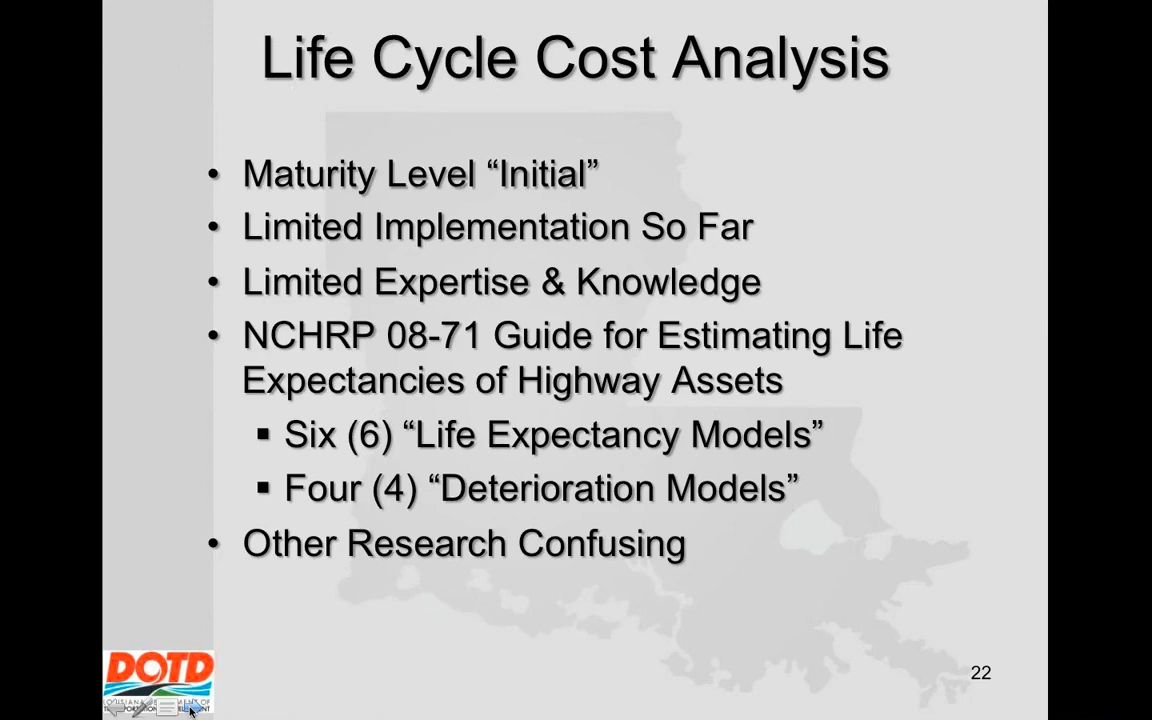 Life Cycle Cost Analysis
• Maturity Level “Initial”
• Limited Implementation So Far
• Limited Expertise & Knowledge
• NCHRP 08-71 Guide for Estimating Life
Expectancies of Highway Assets
▪ Six (6) “Life Expectancy Models”
▪ Four (4) “Deterioration Models”
• Other Research Confusing
DOTD
22